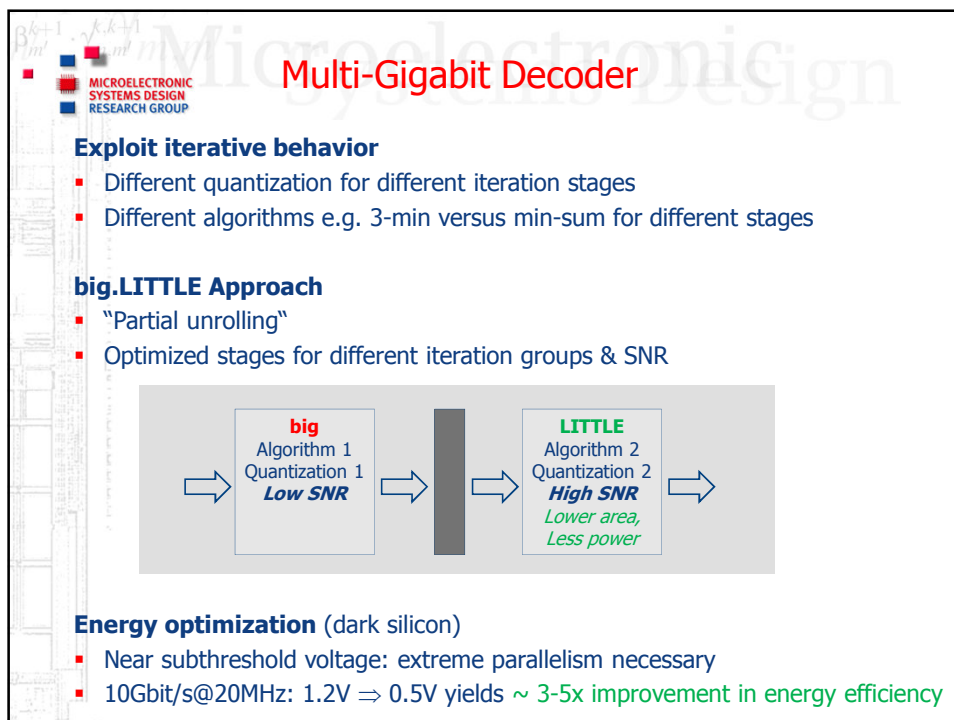 Microelectronic
Systems Design
MICROELECTRONIC
SYSTEMS DESIGN
RESEARCH GROUP
Multi-Gigabit Decoder
Exploit iterative behavior
▪ Different quantization for different iteration stages
▪ Different algorithms e.g. 3-min versus min-sum for different stages
big.LITTLE Approach
▪ “Partial unrolling“
▪ Optimized stages for different iteration groups & SNR
big
Algorithm 1
Quantization 1
Low SNR
LITTLE
Algorithm 2
Quantization 2
High SNR
Lower area,
Less power
Energy optimization (dark silicon)
▪ Near subthreshold voltage: extreme parallelism necessary
▪ 10Gbit/s@20MHz: 1.2V ⇒ 0.5V yields ~ 3-5x improvement in energy efficiency